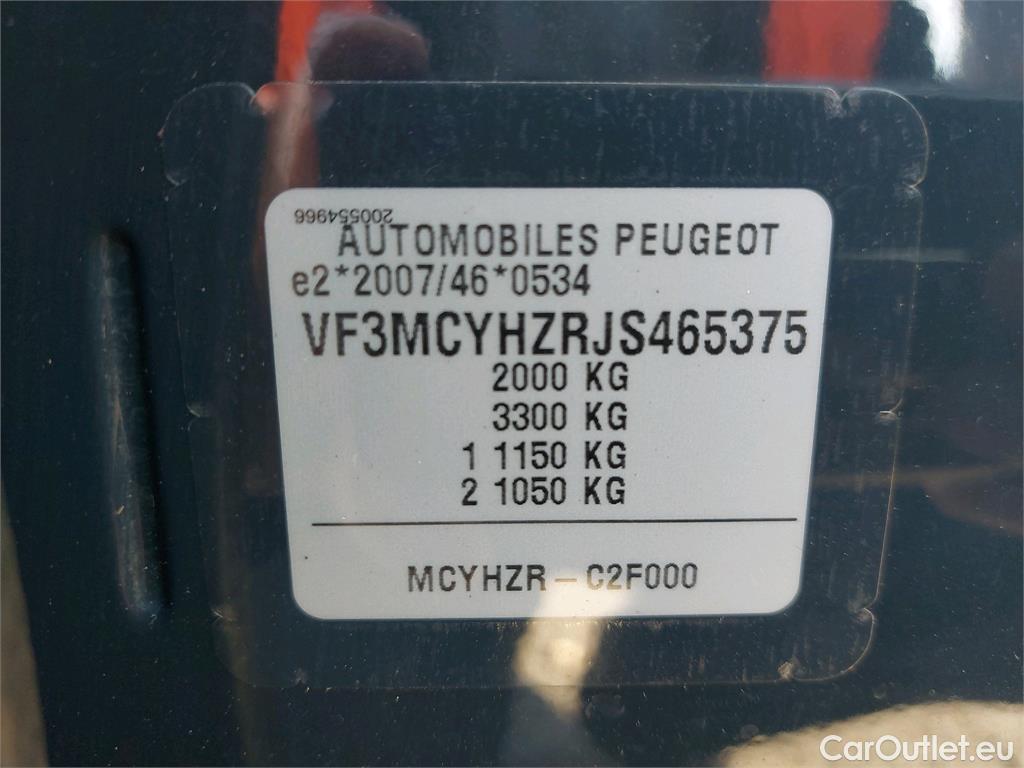 200554966
AUTOMOBILES PEUGEOT
e2*2007/46*0534
VF3MCYHZRJS465375
2000 KG
3300 KG
1 1150 KG
2 1050 KG
MCYHZR - C2F000
CarOutlet.eu